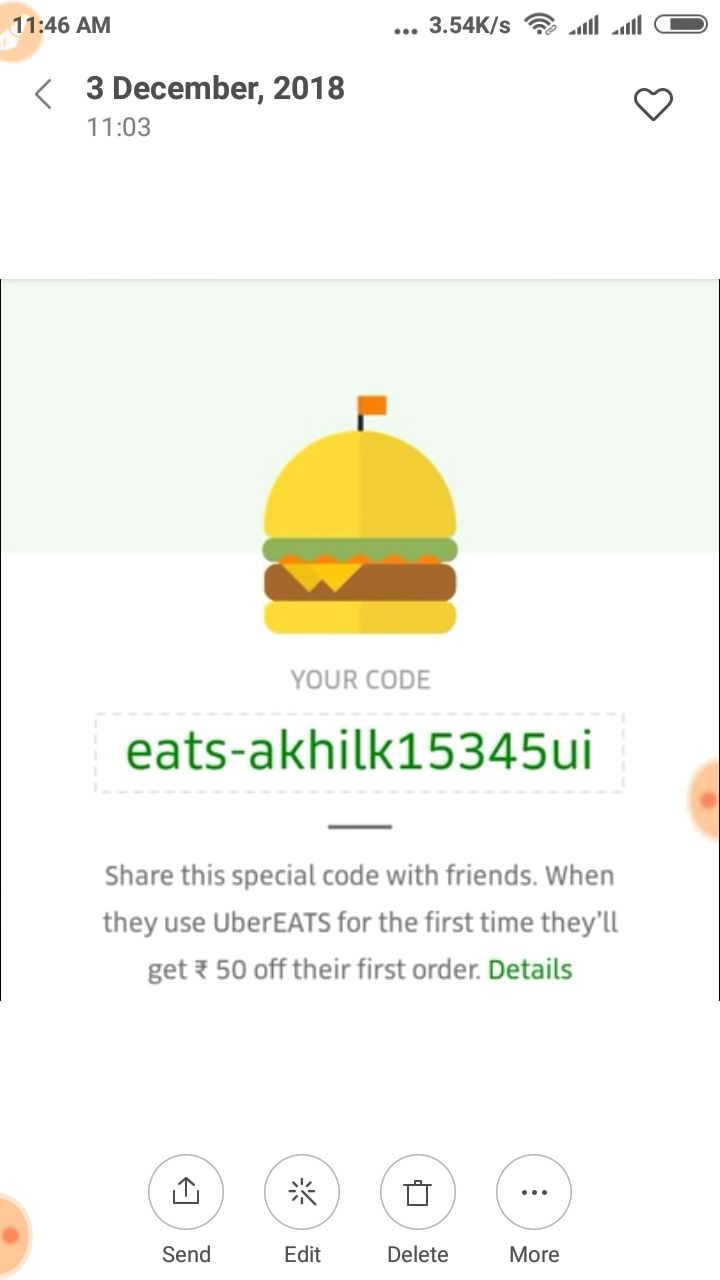 11:46 AM
... 3.54K/s
3 December, 2018
11:03
YOUR CODE
eats-akhilk15345ui
Share this special code with friends. When
they use UberEATS for the first time they'll
get ₹ 50 off their first order. Details
Send Edit Delete More